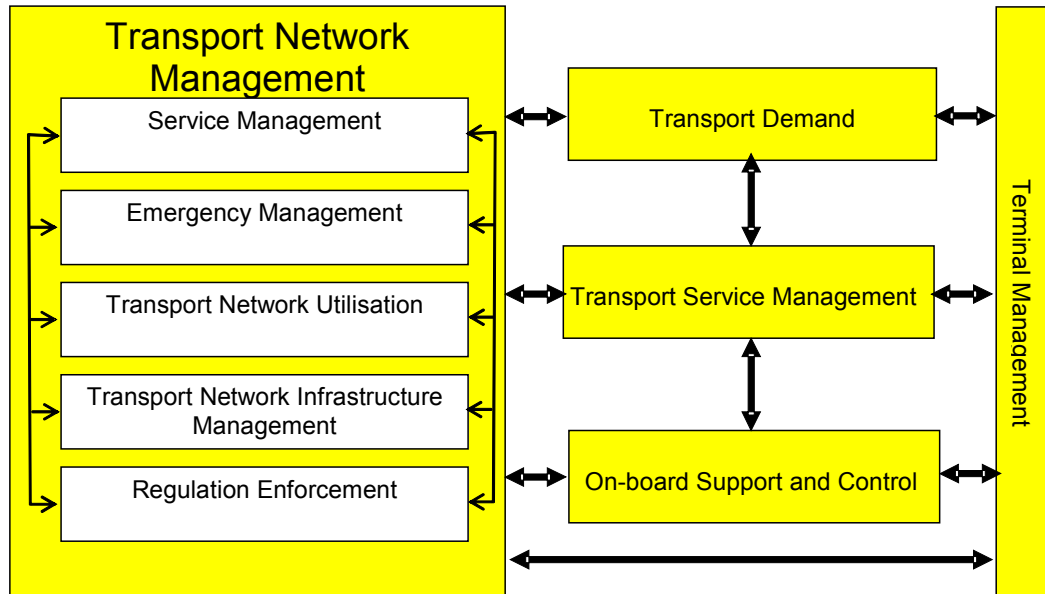 Transport Network
Management
Service Management
Emergency Management
Transport Network Utilisation
Transport Network Infrastructure
Management
Regulation Enforcement
Transport Demand
Transport Service Management
On-board Support and Control
Terminal Management